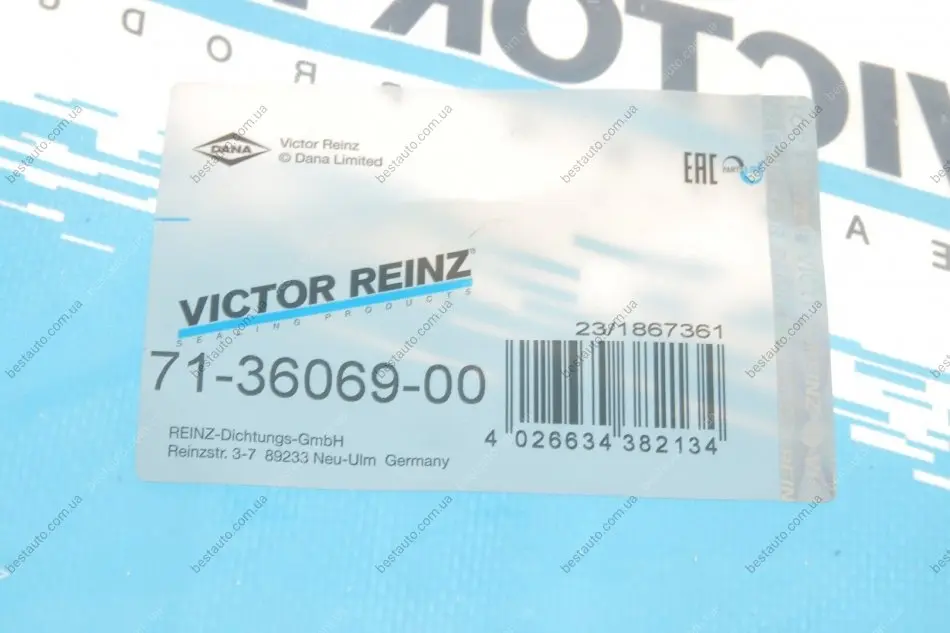 VICTOR
DANA
Victor Reinz
© Dana Limited
EAC
VICTOR REINZ
SEALING PRODUCTS
23/1867361
71-36069-00
4 026634 382134
REINZ-Dichtungs-GmbH
Reinzstr. 3-7 89233 Neu-Ulm Germany
bestauto.com.ua